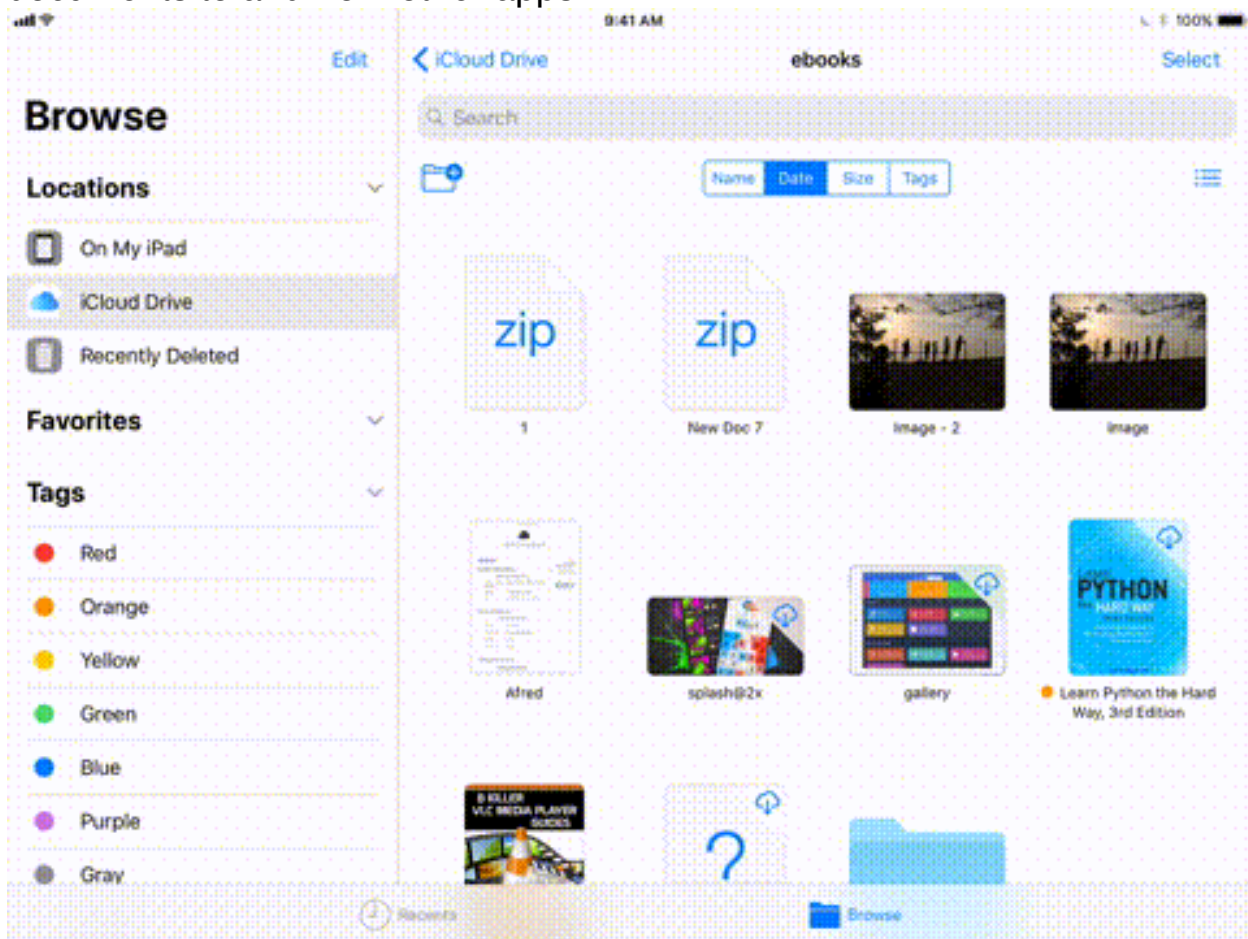 9:41 AM
100%
Edit
iCloud Drive
ebooks
Select
Browse
Search
Locations
Name
Date
Size
Tags
On My iPad
iCloud Drive
Recently Deleted
zip
zip
Favorites
1
New Doc 7
Image - 2
Image
Tags
Red
Orange
PYTHON
HARD WAY
Yellow
Afred
splash@2x
gallery
Learn Python the Hard
Way, 3rd Edition
Green
Blue
8 KILLER
VLC MEDIA PLAYER
GUIDES
Purple
?
Gray
Recents
Browse